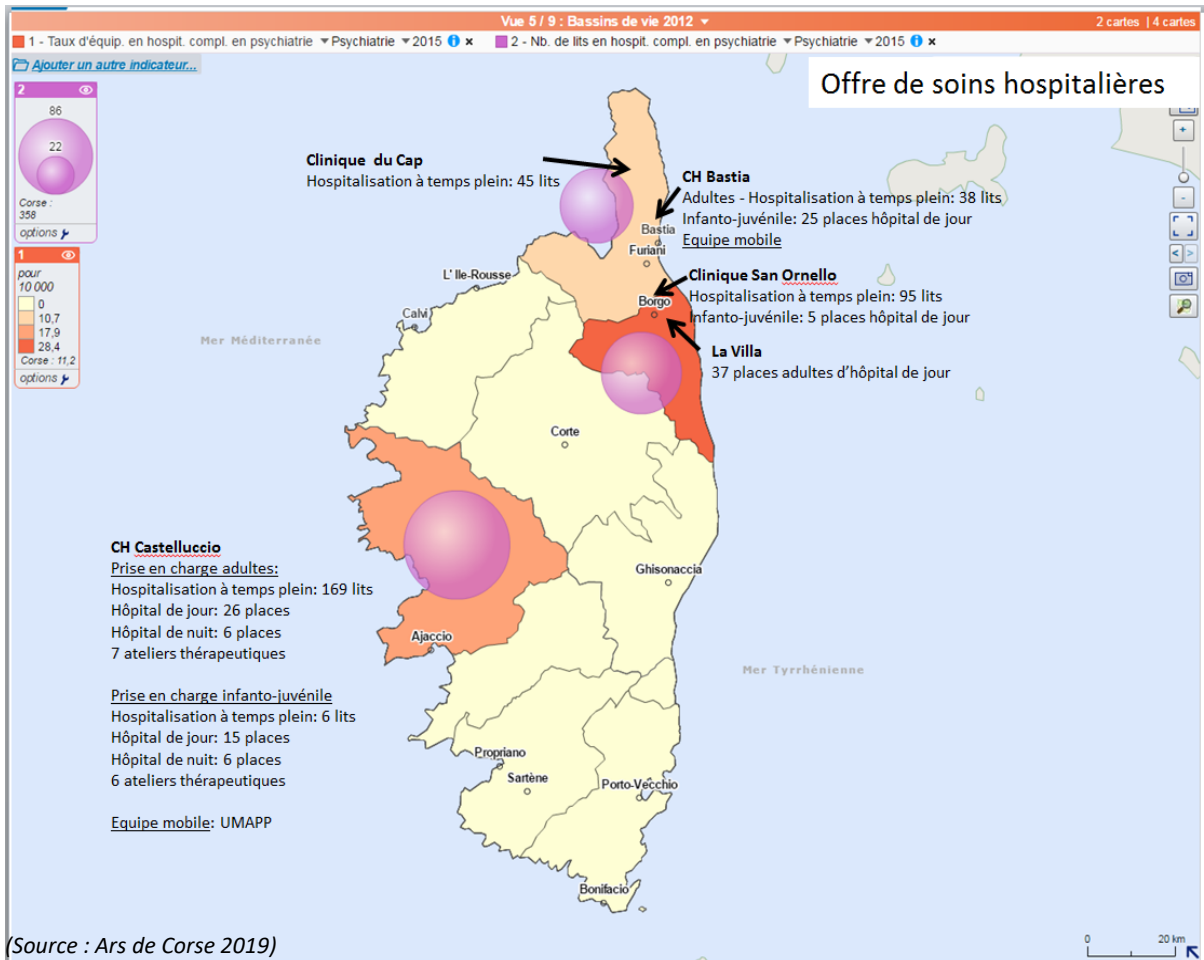 Vue 5 / 9 : Bassins de vie 2012
2 cartes | 4 cartes
1 - Taux d'équip. en hospit. compl. en psychiatrie Psychiatrie 2015
2 - Nb. de lits en hospit. compl. en psychiatrie Psychiatrie 2015
Ajouter un autre indicateur...
Offre de soins hospitalières
2
86
22
Corse :
358
options
1
pour
10 000
0
10,7
17,9
28,4
Corse : 11,2
options
Clinique du Cap
Hospitalisation à temps plein: 45 lits
CH Bastia
Adultes - Hospitalisation à temps plein: 38 lits
Infanto-juvénile: 25 places hôpital de jour
Equipe mobile
Bastia
Furiani
Clinique San Ornello
Hospitalisation à temps plein: 95 lits
Infanto-juvénile: 5 places hôpital de jour
Borgo
La Villa
37 places adultes d'hôpital de jour
L' Ile-Rousse
Calvi
Mer Méditerranée
Corte
CH Castelluccio
Prise en charge adultes:
Hospitalisation à temps plein: 169 lits
Hôpital de jour: 26 places
Hôpital de nuit: 6 places
7 ateliers thérapeutiques
Prise en charge infanto-juvénile
Hospitalisation à temps plein: 6 lits
Hôpital de jour: 15 places
Hôpital de nuit: 6 places
6 ateliers thérapeutiques
Equipe mobile: UMAPP
Ghisonaccia
Ajaccio
Mer Tyrrhénienne
Propriano
Sartène
Porto-Vecchio
Bonifacio
(Source : Ars de Corse 2019)
0 20 km